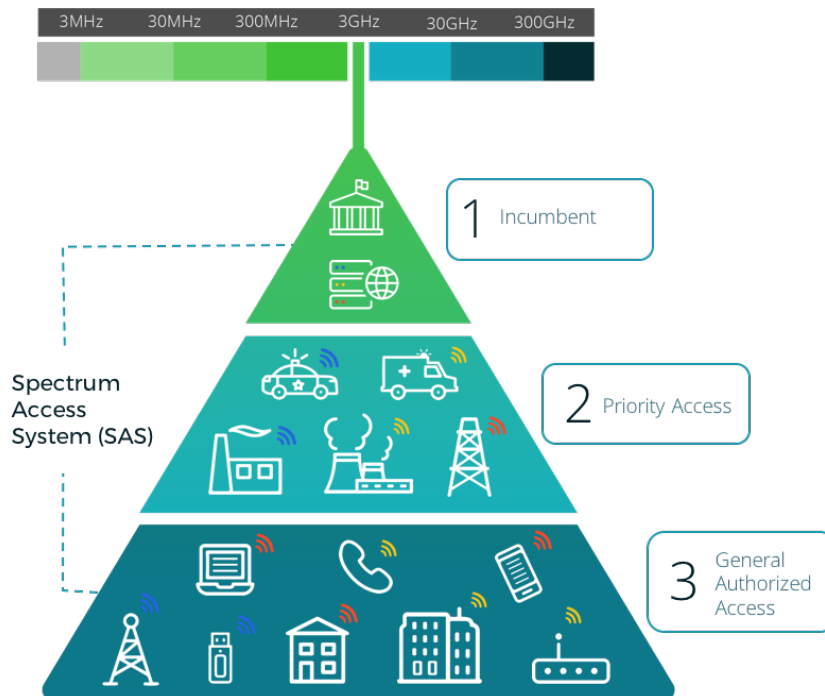 3MHz 30MHz 300MHz 3GHz 30GHz 300GHz
1 Incumbent
Spectrum
Access
System (SAS)
2 Priority Access
3 General
Authorized
Access